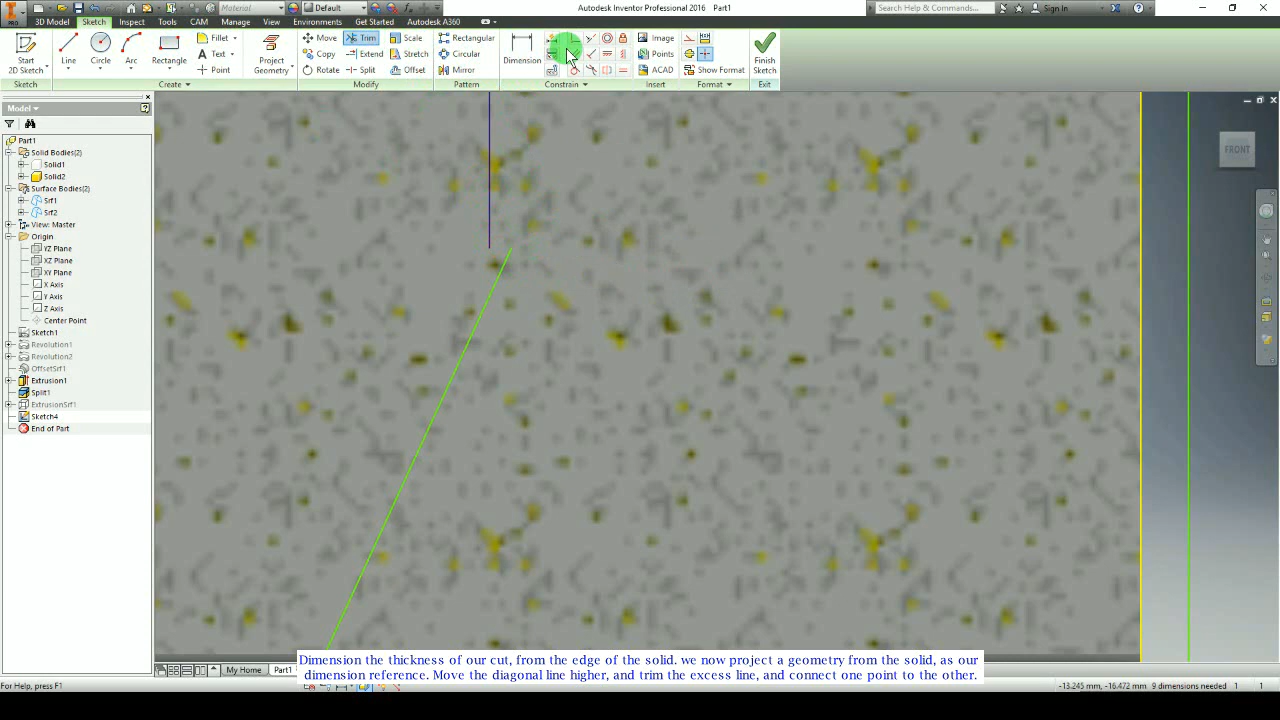 Material
Default
Autodesk Inventor Professional 2016 Part1
Search Help & Commands...
Sign In
PRO
3D Model Sketch Inspect Tools CAM Manage View Environments Get Started Autodesk A360
Start
2D Sketch
Line
Circle
Arc
Rectangle
Fillet
Text
Point
Project
Geometry
Move
Copy
Rotate
Trim
Extend
Split
Scale
Stretch
Offset
Rectangular
Circular
Mirror
Dimension
Image
Points
ACAD
Show Format
Finish
Sketch
Sketch Create Modify Pattern Constrain Insert Format Exit
Model
Part1
Solid Bodies(2)
Solid1
Solid2
Surface Bodies(2)
Srf1
Srf2
View: Master
Origin
YZ Plane
XZ Plane
XY Plane
X Axis
Y Axis
Z Axis
Center Point
Sketch1
Revolution1
Revolution2
OffsetSrf1
Extrusion1
Split1
ExtrusionSrf1
Sketch4
End of Part
FRONT
My Home Part1
Dimension the thickness of our cut, from the edge of the solid. we now project a geometry from the solid, as our
dimension reference. Move the diagonal line higher, and trim the excess line, and connect one point to the other.
For Help, press F1
-13.245 mm, -16.472 mm 9 dimensions needed 1 1